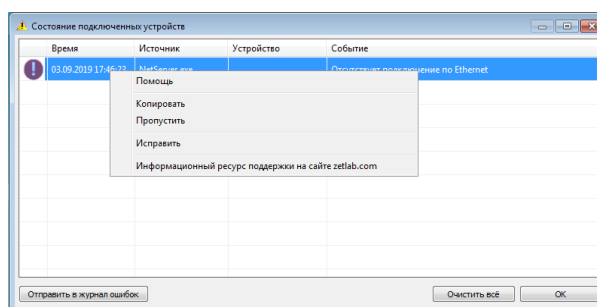 Состояние подключенных устройств
Время Источник Устройство Событие
03.09.2019 17:46:23 NetServer.exe Отсутствует подключение по Ethernet
Помощь
Копировать
Пропустить
Исправить
Информационный ресурс поддержки на сайте zetlab.com
Отправить в журнал ошибок Очистить всё OK